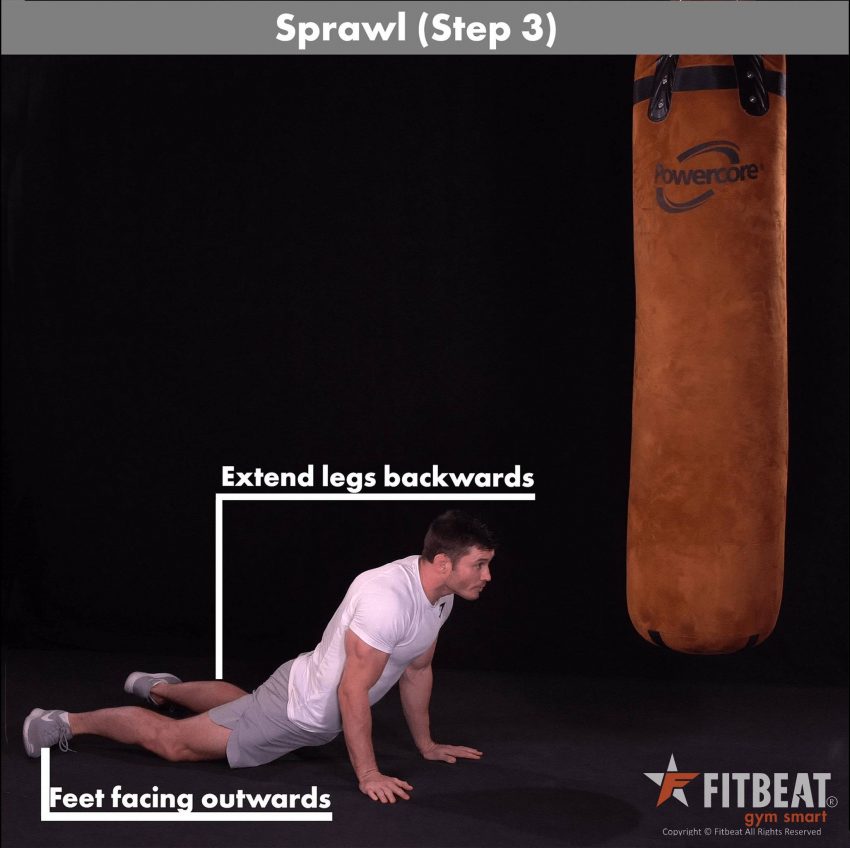 Sprawl (Step 3)
Powercore
Extend legs backwards
Feet facing outwards
FITBEAT®
gym smart
Copyright © Fitbeat All Rights Reserved